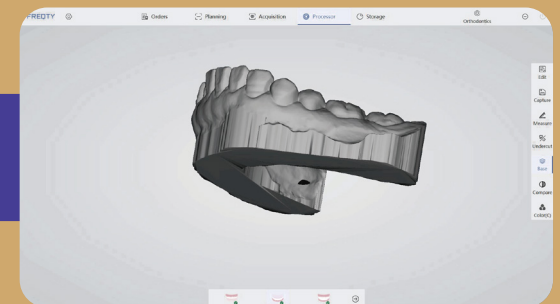 FREQTY
Orders
Planning
Acquisition
Processor
Storage
Orthodontics
Edit
Capture
Measure
Undercut
Base
Compare
Color(C)